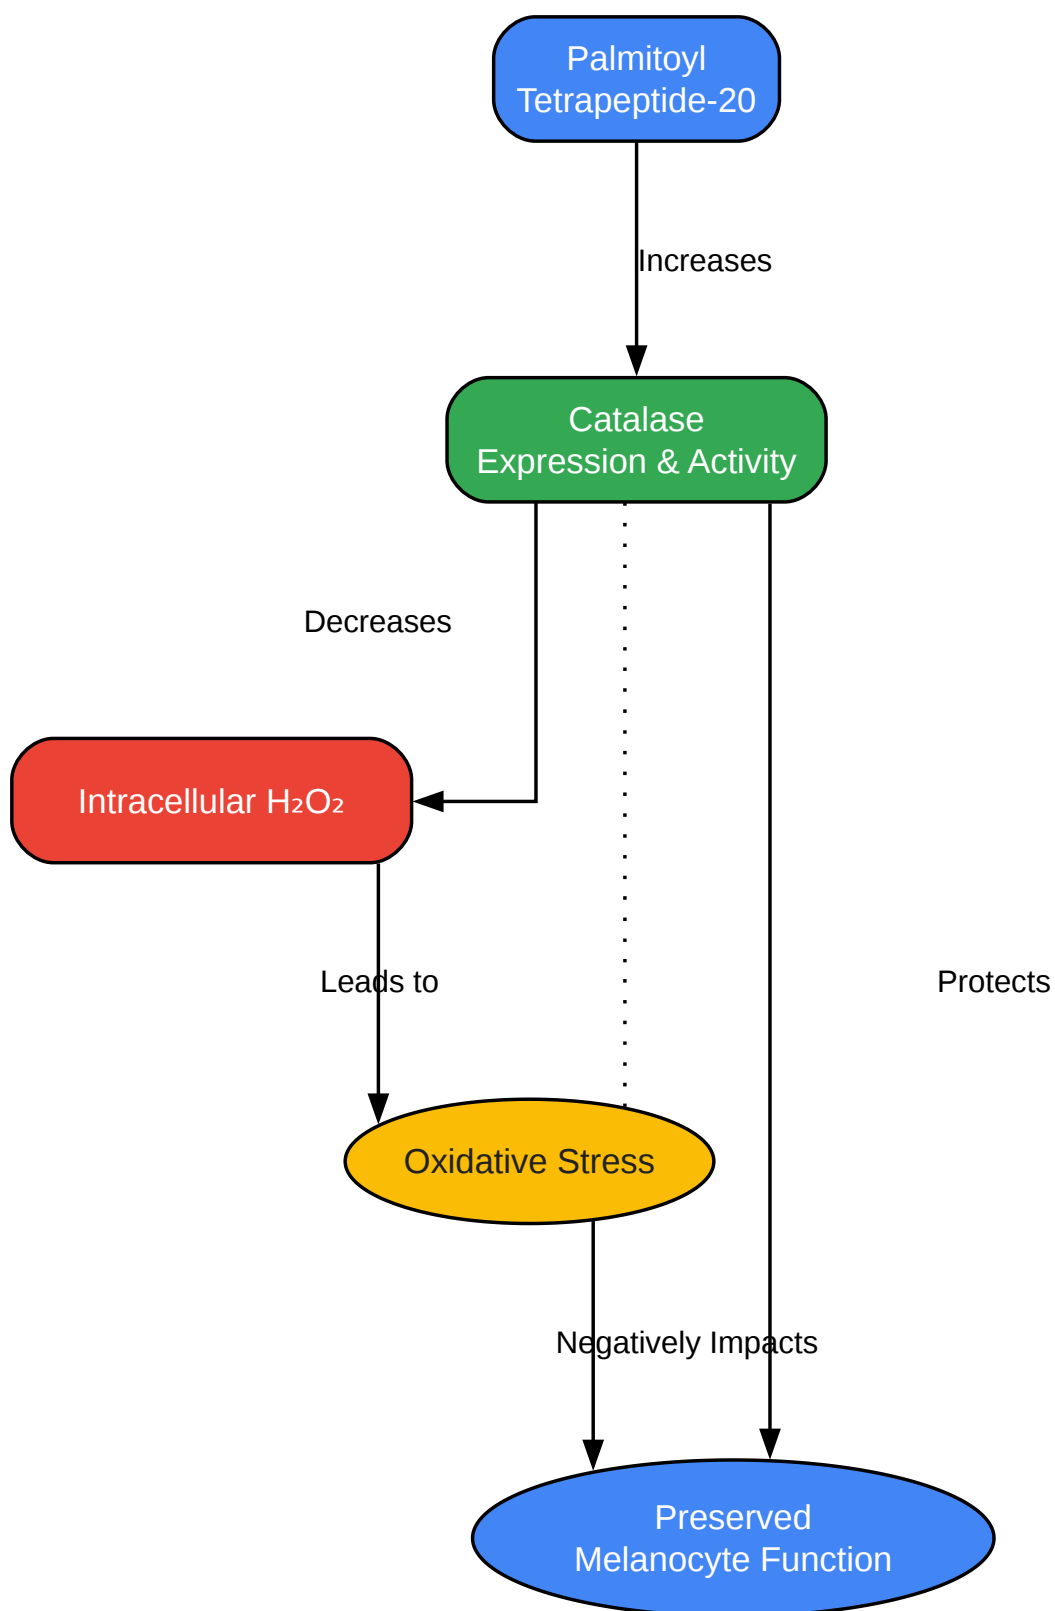 Palmitoyl
Tetrapeptide-20
Increases
Catalase
Expression & Activity
Decreases
Intracellular H₂O₂
Leads to
Protects
Oxidative Stress
Negatively Impacts
Preserved
Melanocyte Function